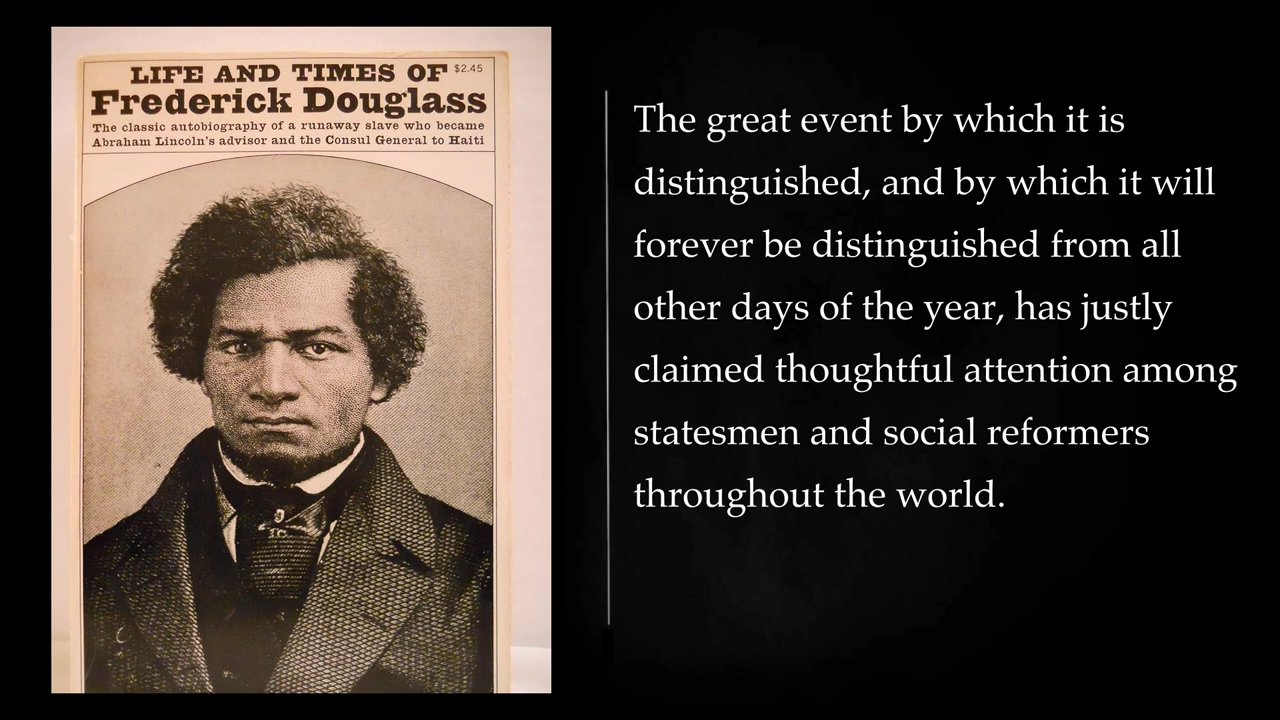 LIFE AND TIMES OF $2.45
Frederick Douglass
The classic autobiography of a runaway slave who became
Abraham Lincoln's advisor and the Consul General to Haiti
The great event by which it is
distinguished, and by which it will
forever be distinguished from all
other days of the year, has justly
claimed thoughtful attention among
statesmen and social reformers
throughout the world.